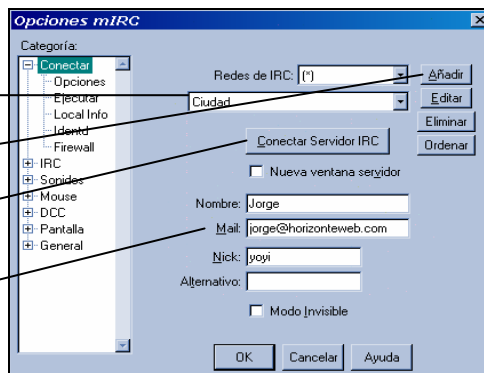 Opciones mIRC
Categoría:
Conectar
Opciones
Ejecutar
Local Info
Identd
Firewall
IRC
Sonidos
Mouse
DCC
Pantalla
General
Redes de IRC: (*)
Añadir
Ciudad
Editar
Eliminar
Conectar Servidor IRC
Ordenar
Nueva ventana servidor
Nombre: Jorge
Mail: jorge@horizonteweb.com
Nick: yoyi
Alternativo:
Modo Invisible
OK Cancelar Ayuda